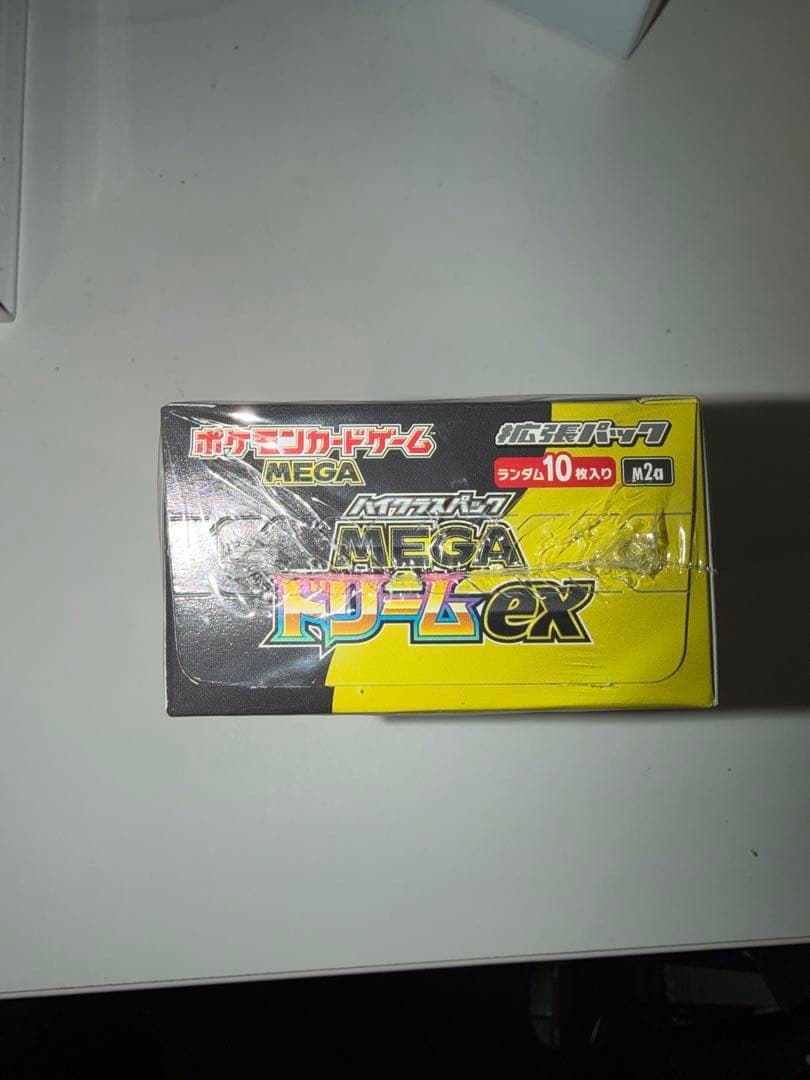 ポケモンカードゲーム
MEGA
拡張パック
ランダム10枚入り M2a
ハイクラスパック
MEGA
ドリームex